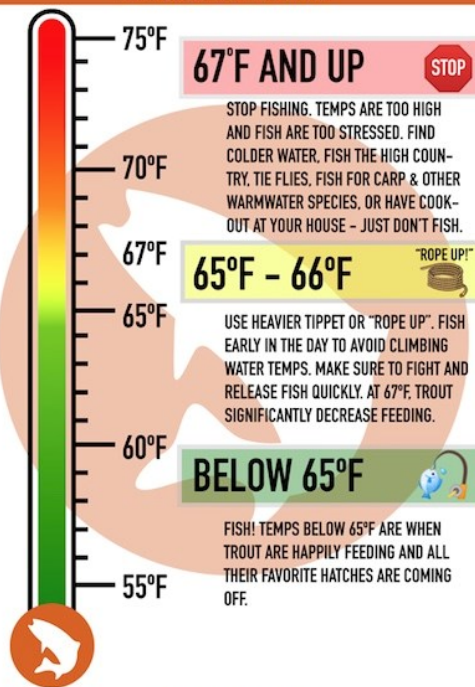 75°F
70°F
67°F
65°F
60°F
55°F
67°F AND UP
STOP
STOP FISHING. TEMPS ARE TOO HIGH
AND FISH ARE TOO STRESSED. FIND
COLDER WATER, FISH THE HIGH COUN-
TRY, TIE FLIES, FISH FOR CARP & OTHER
WARMWATER SPECIES, OR HAVE COOK-
OUT AT YOUR HOUSE - JUST DON'T FISH.
65°F - 66°F
"ROPE UP!"
USE HEAVIER TIPPET OR "ROPE UP". FISH
EARLY IN THE DAY TO AVOID CLIMBING
WATER TEMPS. MAKE SURE TO FIGHT AND
RELEASE FISH QUICKLY. AT 67°F, TROUT
SIGNIFICANTLY DECREASE FEEDING.
BELOW 65°F
FISH! TEMPS BELOW 65°F ARE WHEN
TROUT ARE HAPPILY FEEDING AND ALL
THEIR FAVORITE HATCHES ARE COMING
OFF.